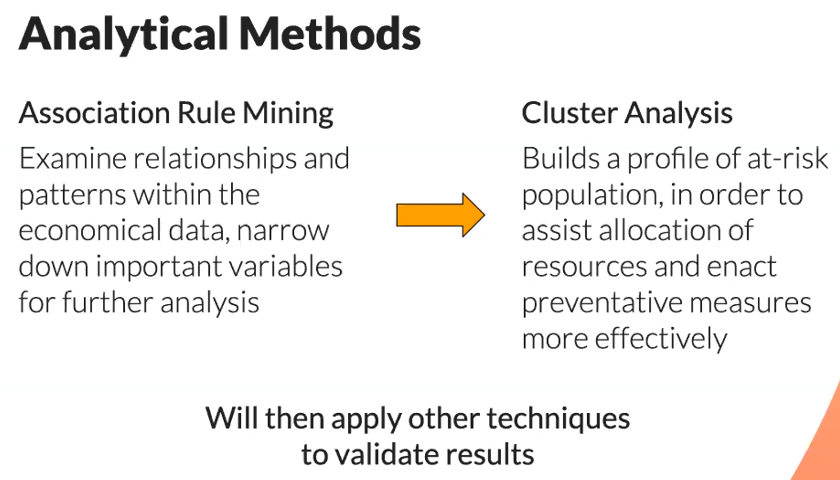 Analytical Methods
Association Rule Mining
Examine relationships and
patterns within the
economical data, narrow
down important variables
for further analysis
Cluster Analysis
Builds a profile of at-risk
population, in order to
assist allocation of
resources and enact
preventative measures
more effectively
Will then apply other techniques
to validate results